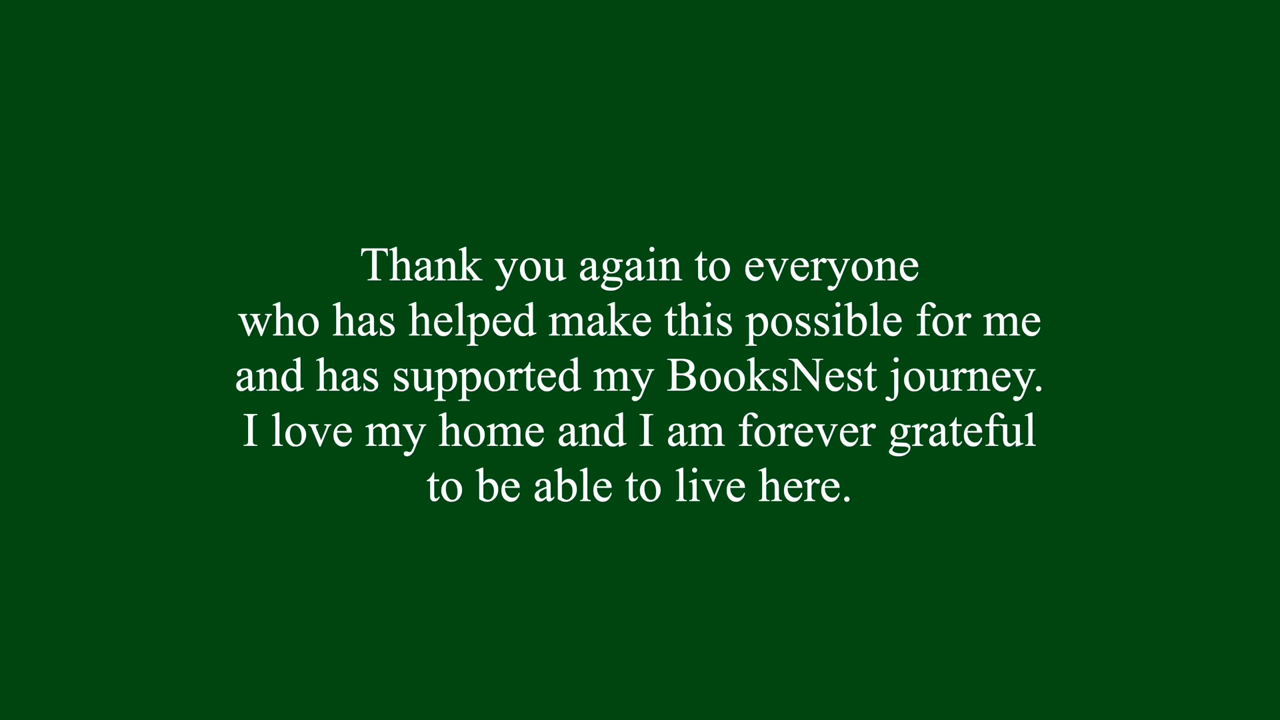 Thank you again to everyone
who has helped make this possible for me
and has supported my BooksNest journey.
I love my home and I am forever grateful
to be able to live here.